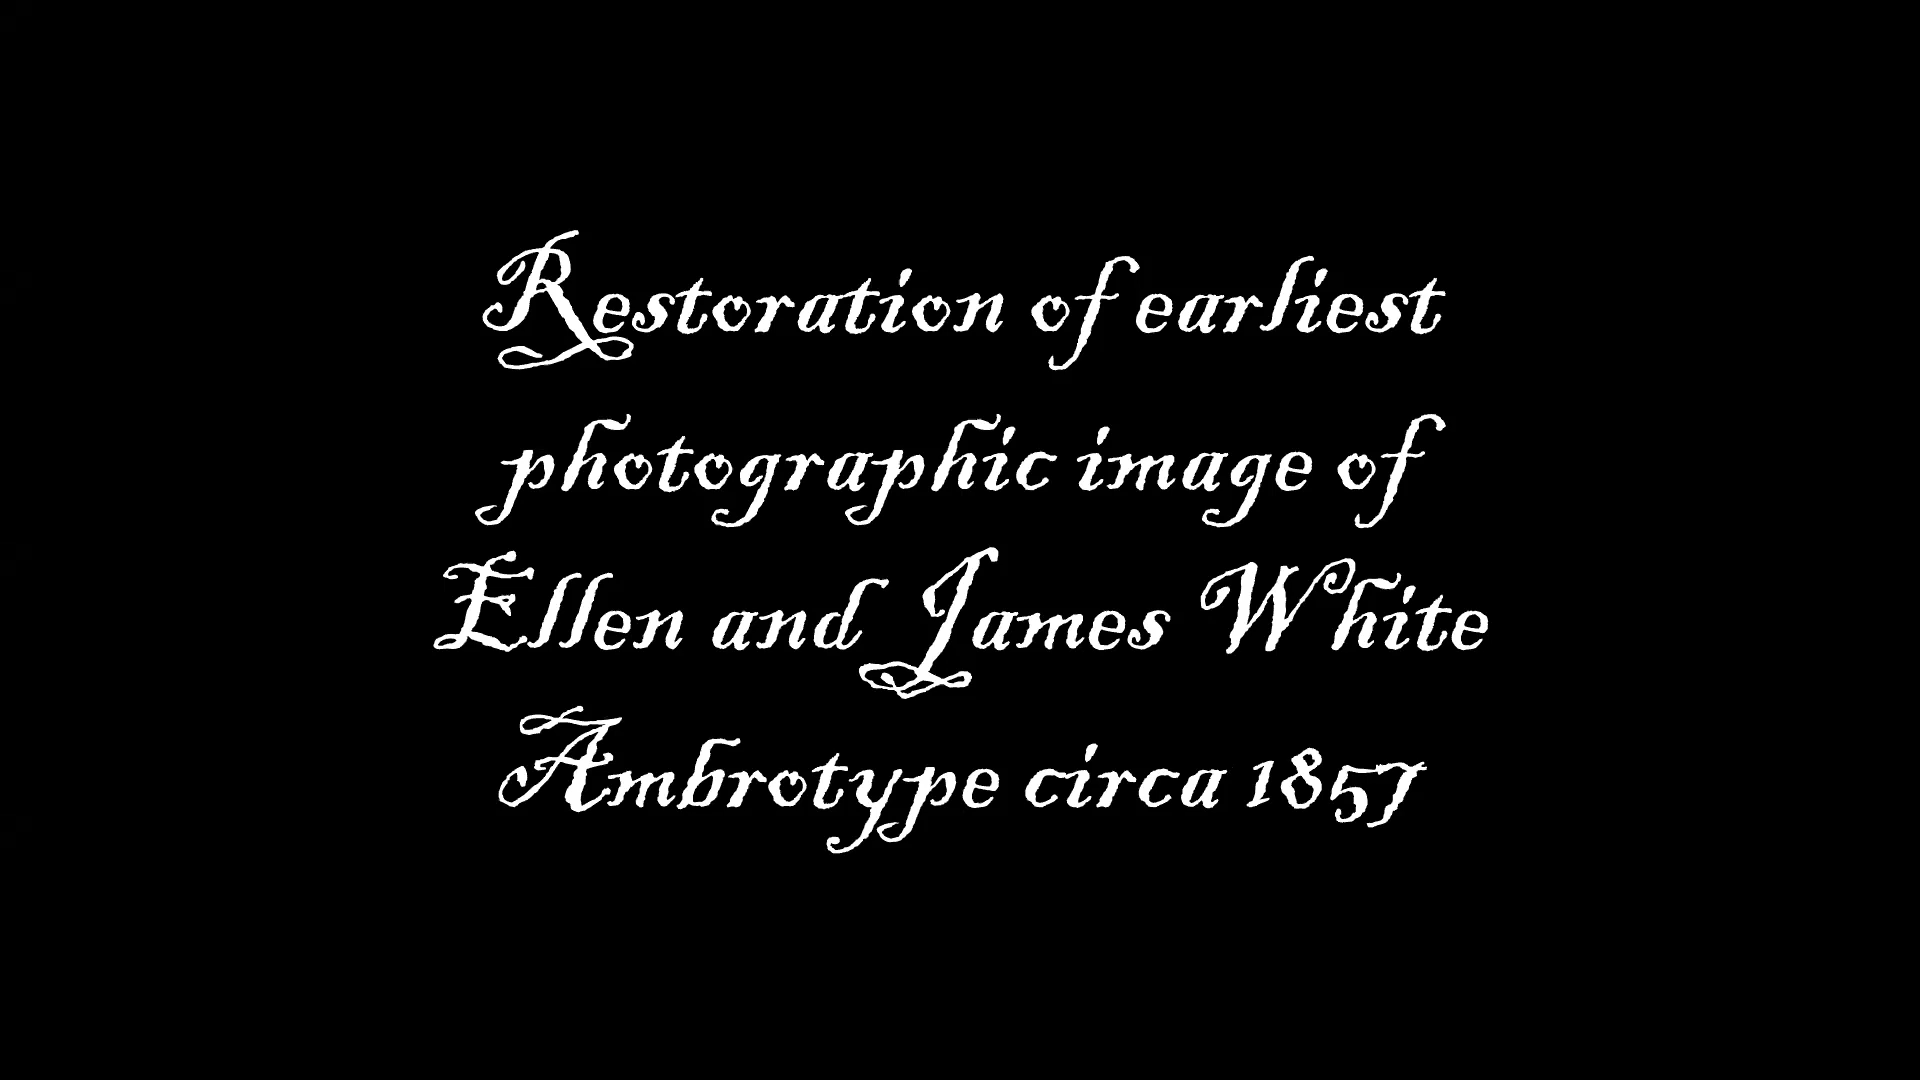 Restoration of earliest
photographic image of
Ellen and James White
Ambrotype circa 1857